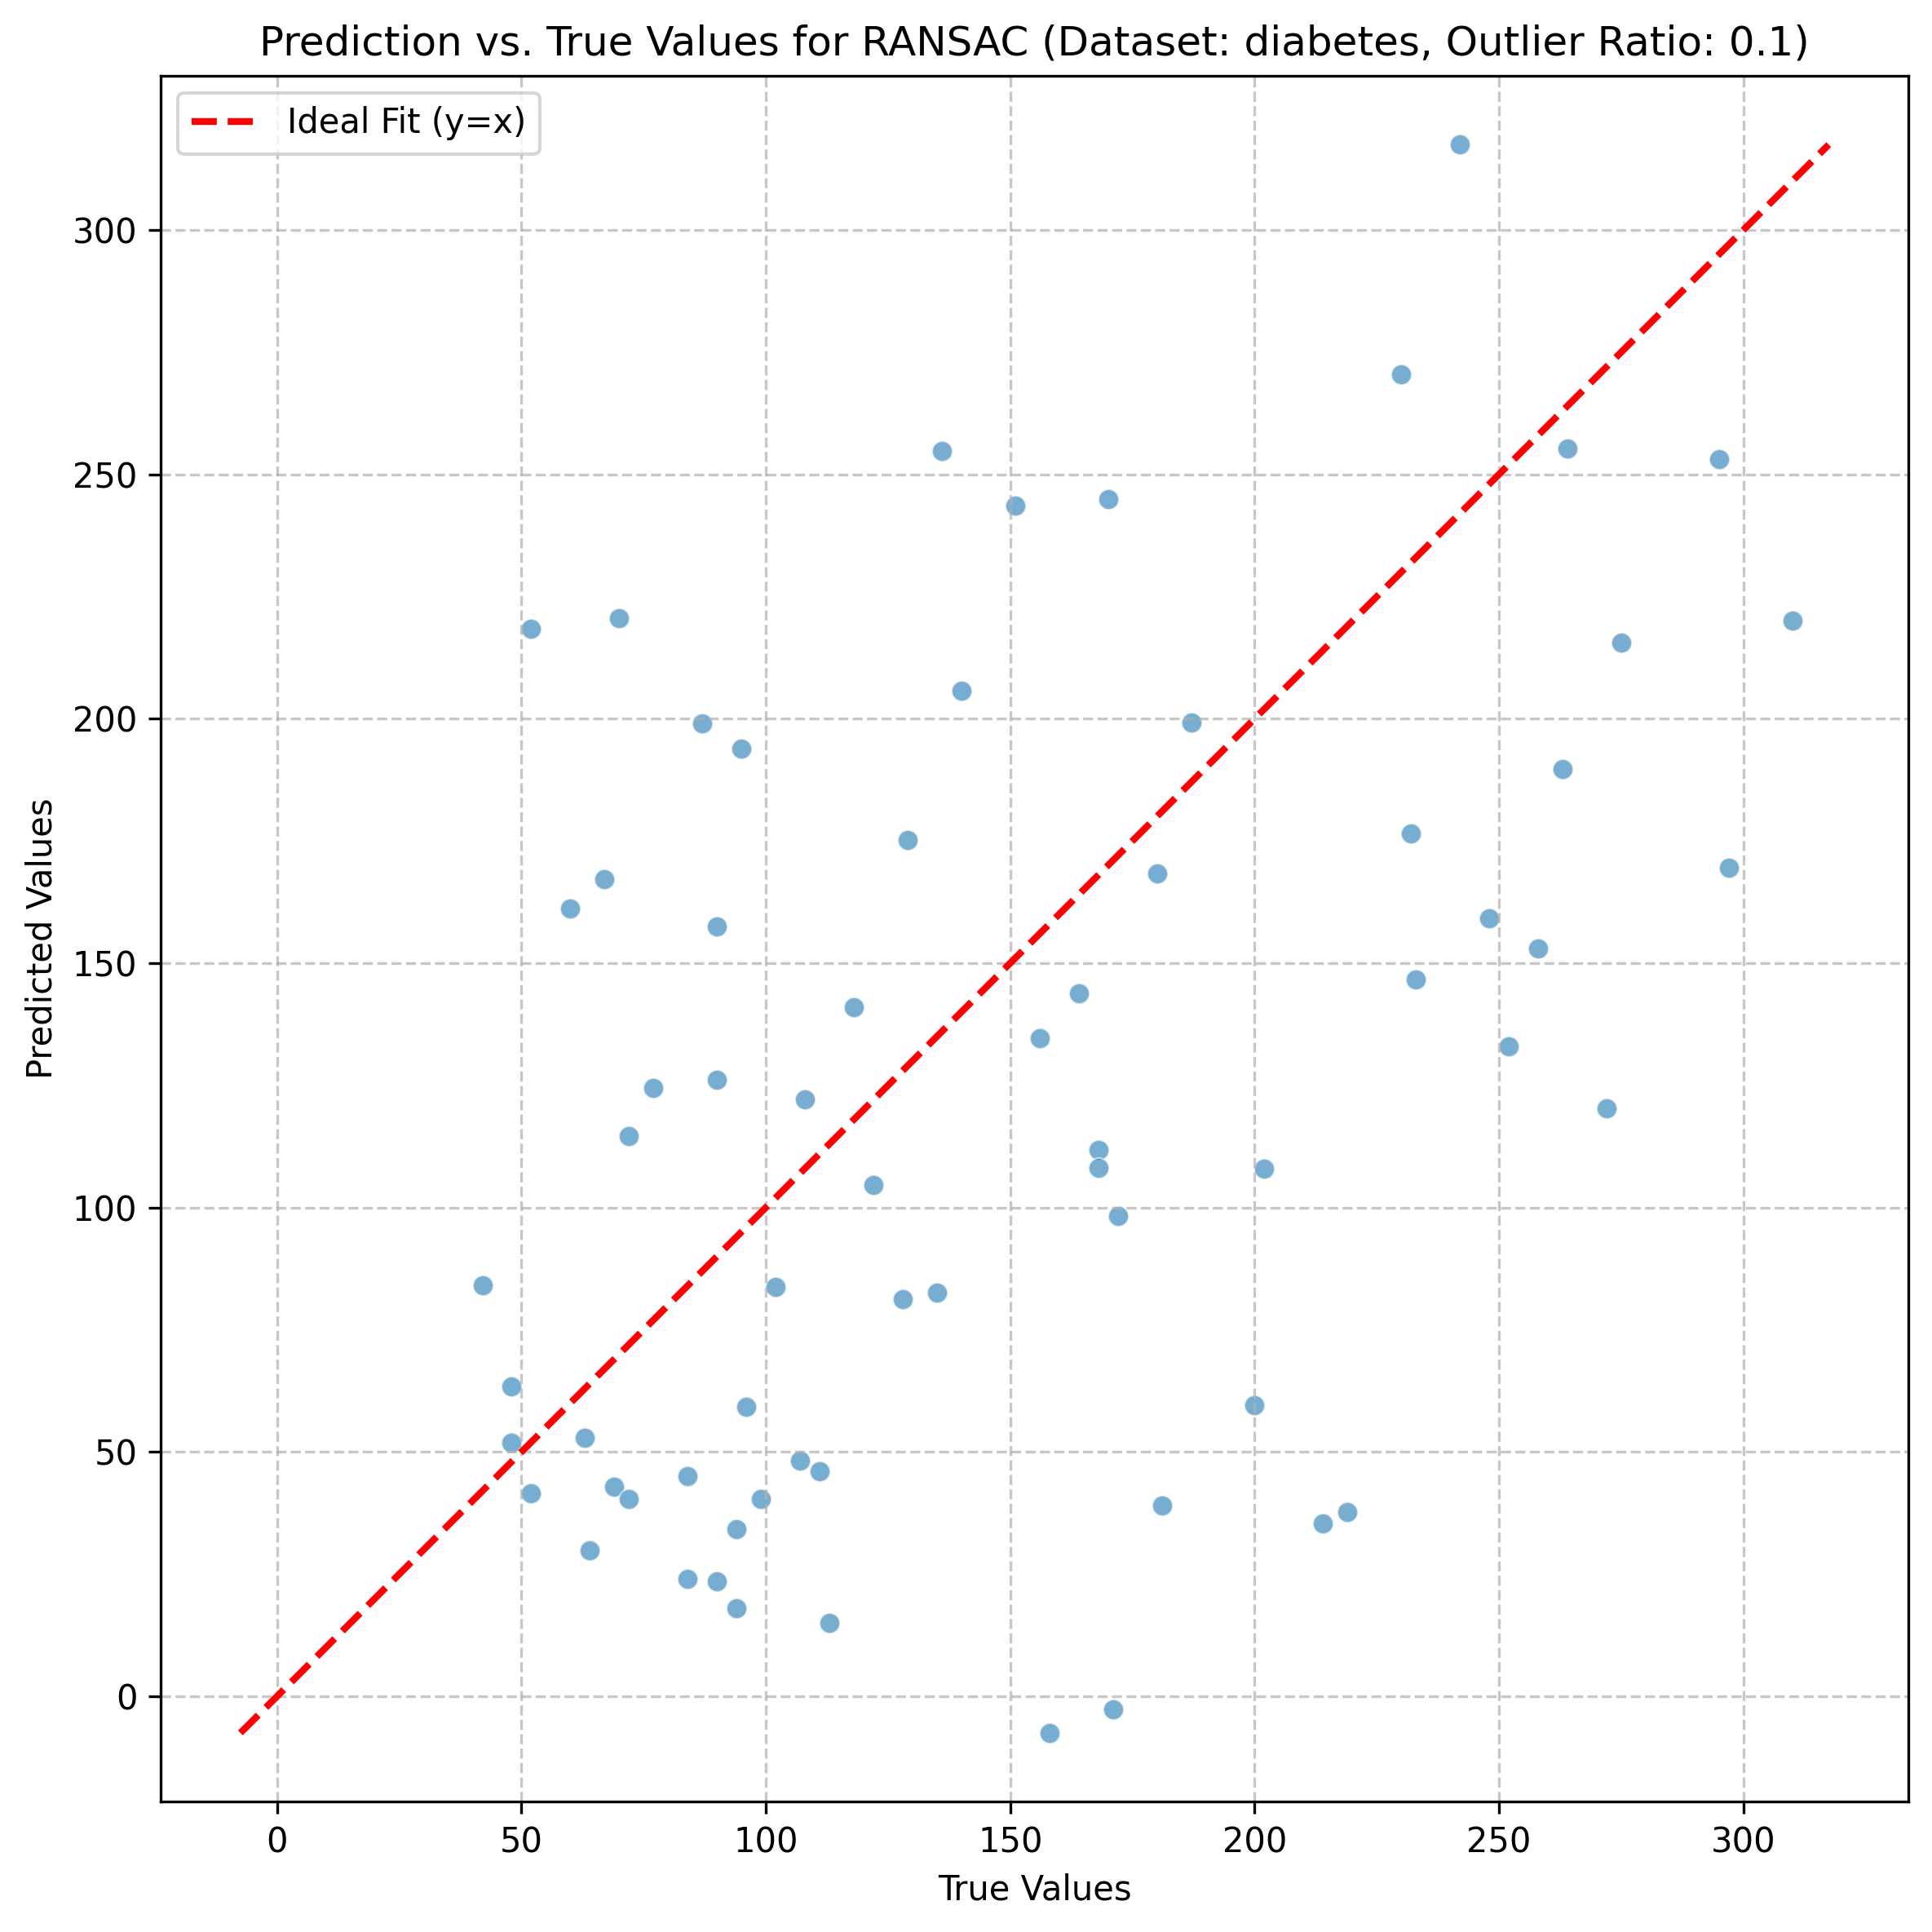 Prediction vs. True Values for RANSAC (Dataset: diabetes, Outlier Ratio: 0.1)
Ideal Fit (y=x)
300
250
200
150
100
50
0
Predicted Values
0 50 100 150 200 250 300
True Values